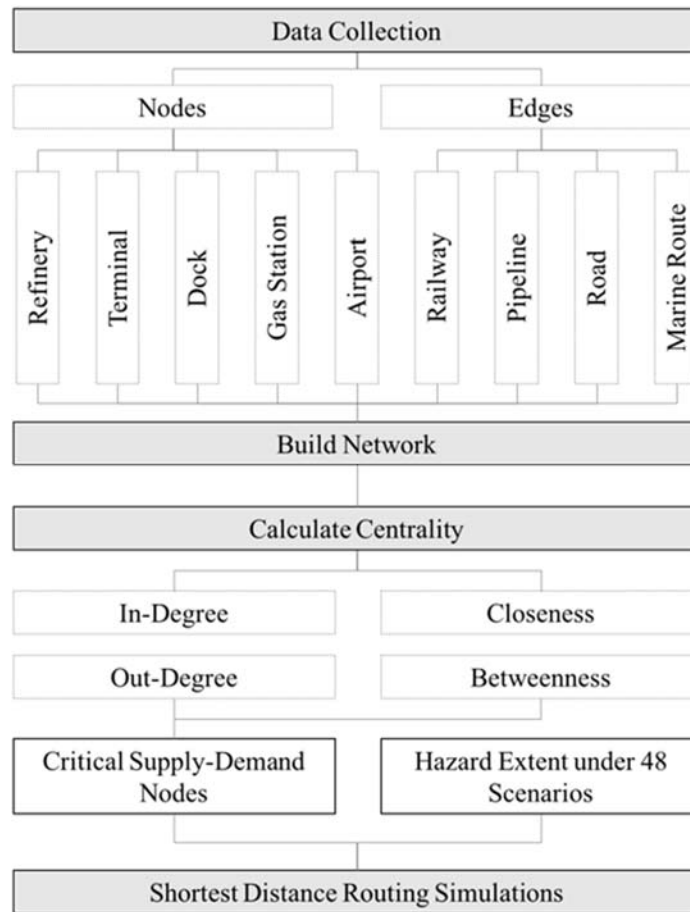 Data Collection
Nodes
Edges
Refinery
Terminal
Dock
Gas Station
Airport
Railway
Pipeline
Road
Marine Route
Build Network
Calculate Centrality
In-Degree
Closeness
Out-Degree
Betweenness
Critical Supply-Demand
Nodes
Hazard Extent under 48
Scenarios
Shortest Distance Routing Simulations